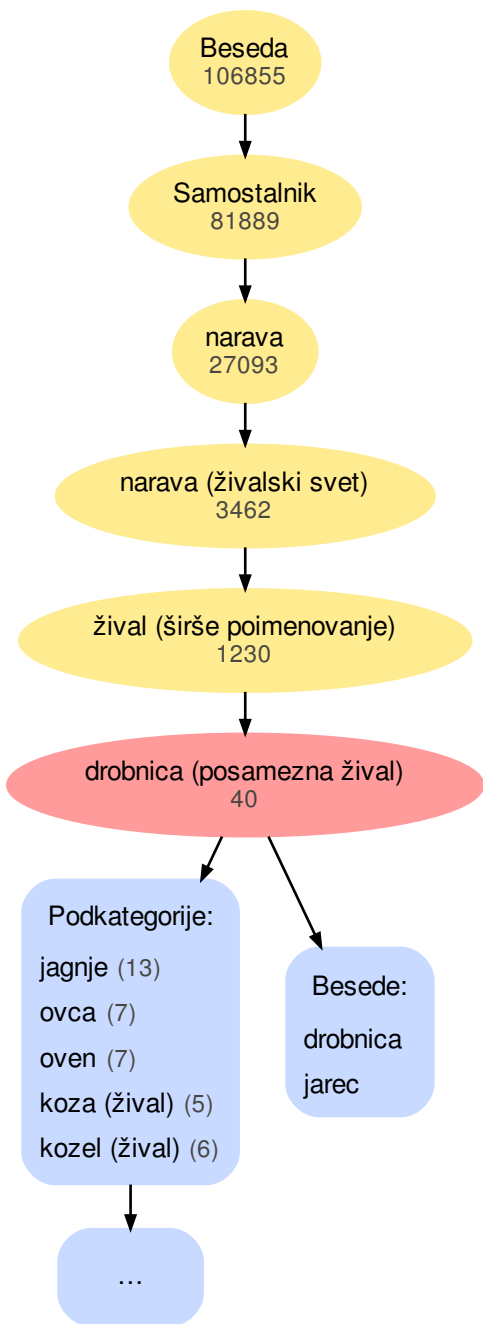 Beseda
106855
Samostalnik
81889
narava
27093
narava (živalski svet)
3462
žival (širše poimenovanje)
1230
drobnica (posamezna žival)
40
Podkategorije:
jagnje (13)
ovca (7)
oven (7)
koza (žival) (5)
kozel (žival) (6)
Besede:
drobnica
jarec
…